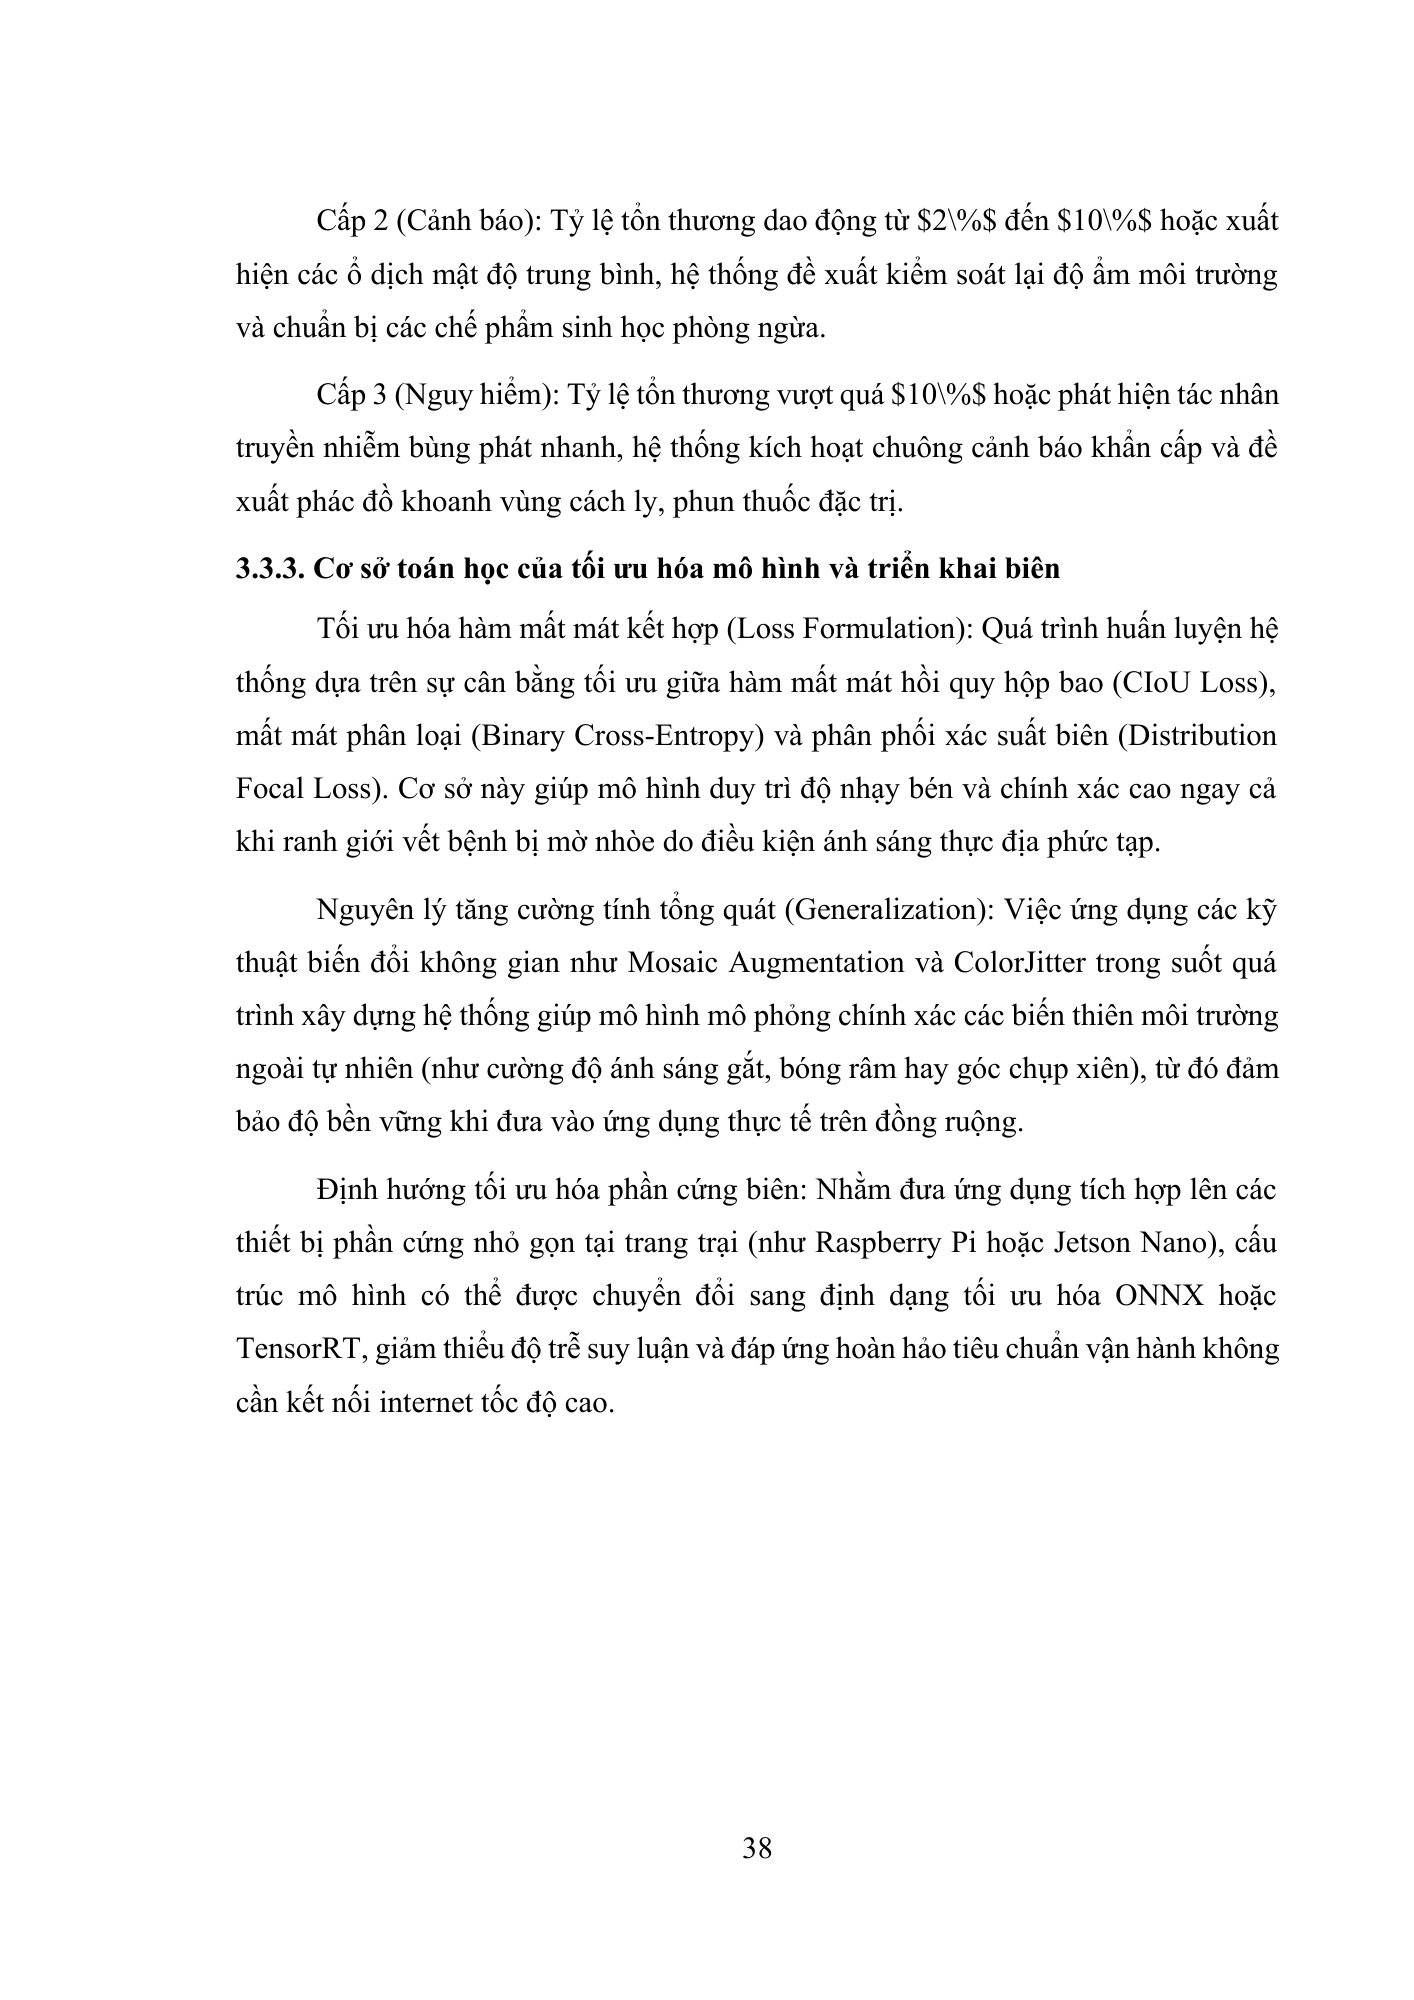 Cấp 2 (Cảnh báo): Tỷ lệ tổn thương dao động từ $2\%$ đến $10\%$ hoặc xuất
hiện các ổ dịch mật độ trung bình, hệ thống đề xuất kiểm soát lại độ ẩm môi trường
và chuẩn bị các chế phẩm sinh học phòng ngừa.
Cấp 3 (Nguy hiểm): Tỷ lệ tổn thương vượt quá $10\%$ hoặc phát hiện tác nhân
truyền nhiễm bùng phát nhanh, hệ thống kích hoạt chuông cảnh báo khẩn cấp và đề
xuất phác đồ khoanh vùng cách ly, phun thuốc đặc trị.
3.3.3. Cơ sở toán học của tối ưu hóa mô hình và triển khai biên
Tối ưu hóa hàm mất mát kết hợp (Loss Formulation): Quá trình huấn luyện hệ
thống dựa trên sự cân bằng tối ưu giữa hàm mất mát hồi quy hộp bao (CIoU Loss),
mất mát phân loại (Binary Cross-Entropy) và phân phối xác suất biên (Distribution
Focal Loss). Cơ sở này giúp mô hình duy trì độ nhạy bén và chính xác cao ngay cả
khi ranh giới vết bệnh bị mờ nhòe do điều kiện ánh sáng thực địa phức tạp.
Nguyên lý tăng cường tính tổng quát (Generalization): Việc ứng dụng các kỹ
thuật biến đổi không gian như Mosaic Augmentation và ColorJitter trong suốt quá
trình xây dựng hệ thống giúp mô hình mô phỏng chính xác các biến thiên môi trường
ngoài tự nhiên (như cường độ ánh sáng gắt, bóng râm hay góc chụp xiên), từ đó đảm
bảo độ bền vững khi đưa vào ứng dụng thực tế trên đồng ruộng.
Định hướng tối ưu hóa phần cứng biên: Nhằm đưa ứng dụng tích hợp lên các
thiết bị phần cứng nhỏ gọn tại trang trại (như Raspberry Pi hoặc Jetson Nano), cấu
trúc mô hình có thể được chuyển đổi sang định dạng tối ưu hóa ONNX hoặc
TensorRT, giảm thiểu độ trễ suy luận và đáp ứng hoàn hảo tiêu chuẩn vận hành không
cần kết nối internet tốc độ cao.
38